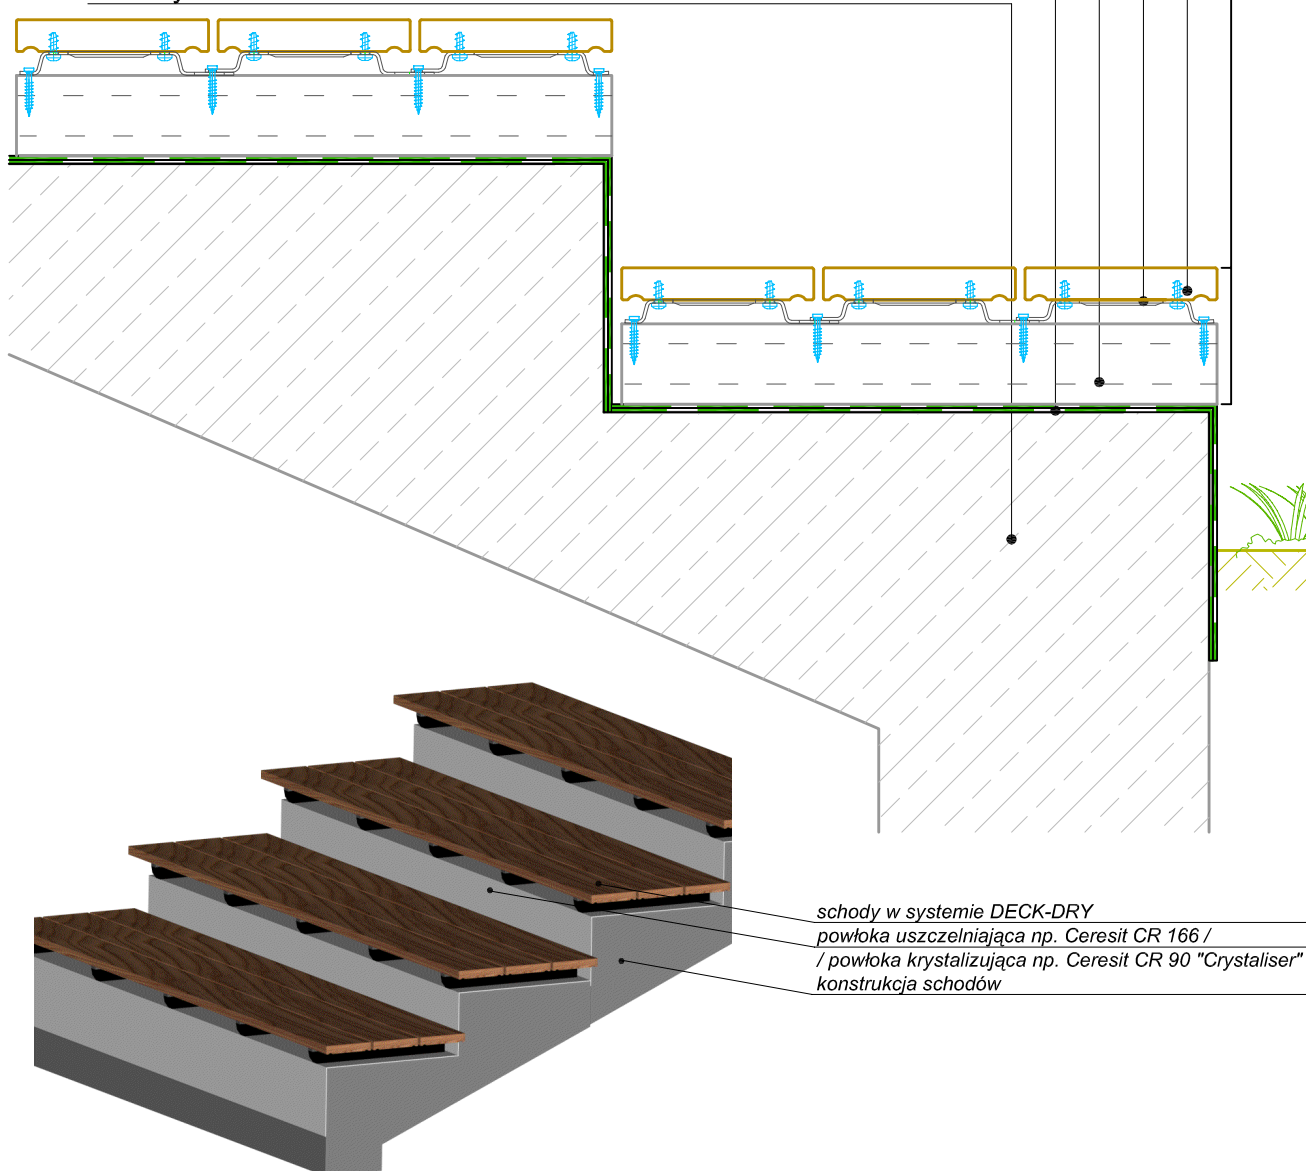 schody w systemie DECK-DRY
powłoka uszczelniająca np. Ceresit CR 166 /
/ powłoka krystalizująca np. Ceresit CR 90 "Crystaliser"
konstrukcja schodów